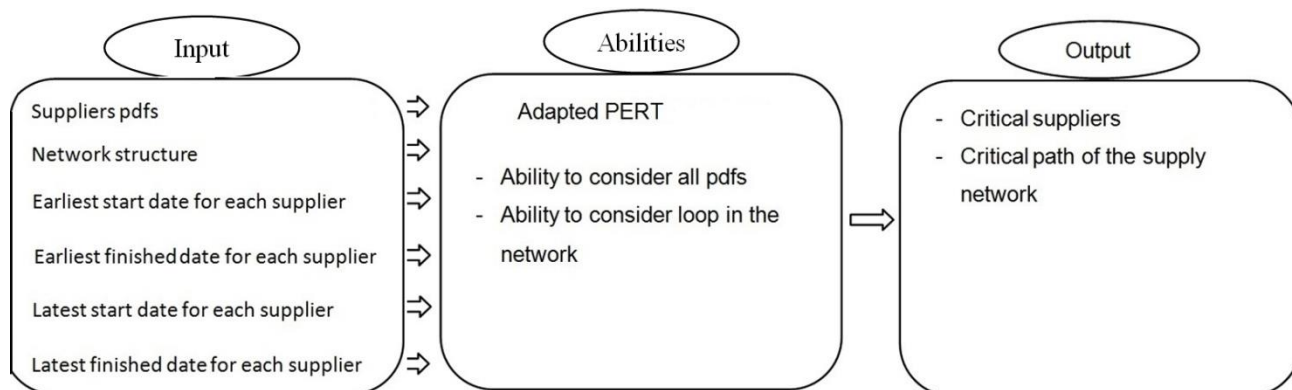 Input
Suppliers pdfs
Network structure
Earliest start date for each supplier
Earliest finished date for each supplier
Latest start date for each supplier
Latest finished date for each supplier
Abilities
Adapted PERT
- Ability to consider all pdfs
- Ability to consider loop in the
network
Output
- Critical suppliers
- Critical path of the supply
network